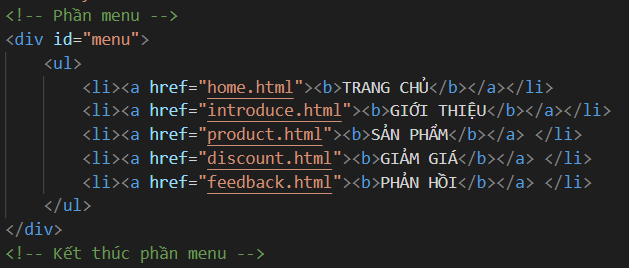 <!-- Phần menu -->
<div id="menu">
<ul>
<li><a href="home.html"><b>TRANG CHỦ</b></a></li>
<li><a href="introduce.html"><b>GIỚI THIỆU</b></a></li>
<li><a href="product.html"><b>SẢN PHẨM</b></a> </li>
<li><a href="discount.html"><b>GIẢM GIÁ</b></a> </li>
<li><a href="feedback.html"><b>PHẢN HỒI</b></a> </li>
</ul>
</div>
<!-- Kết thúc phần menu -->